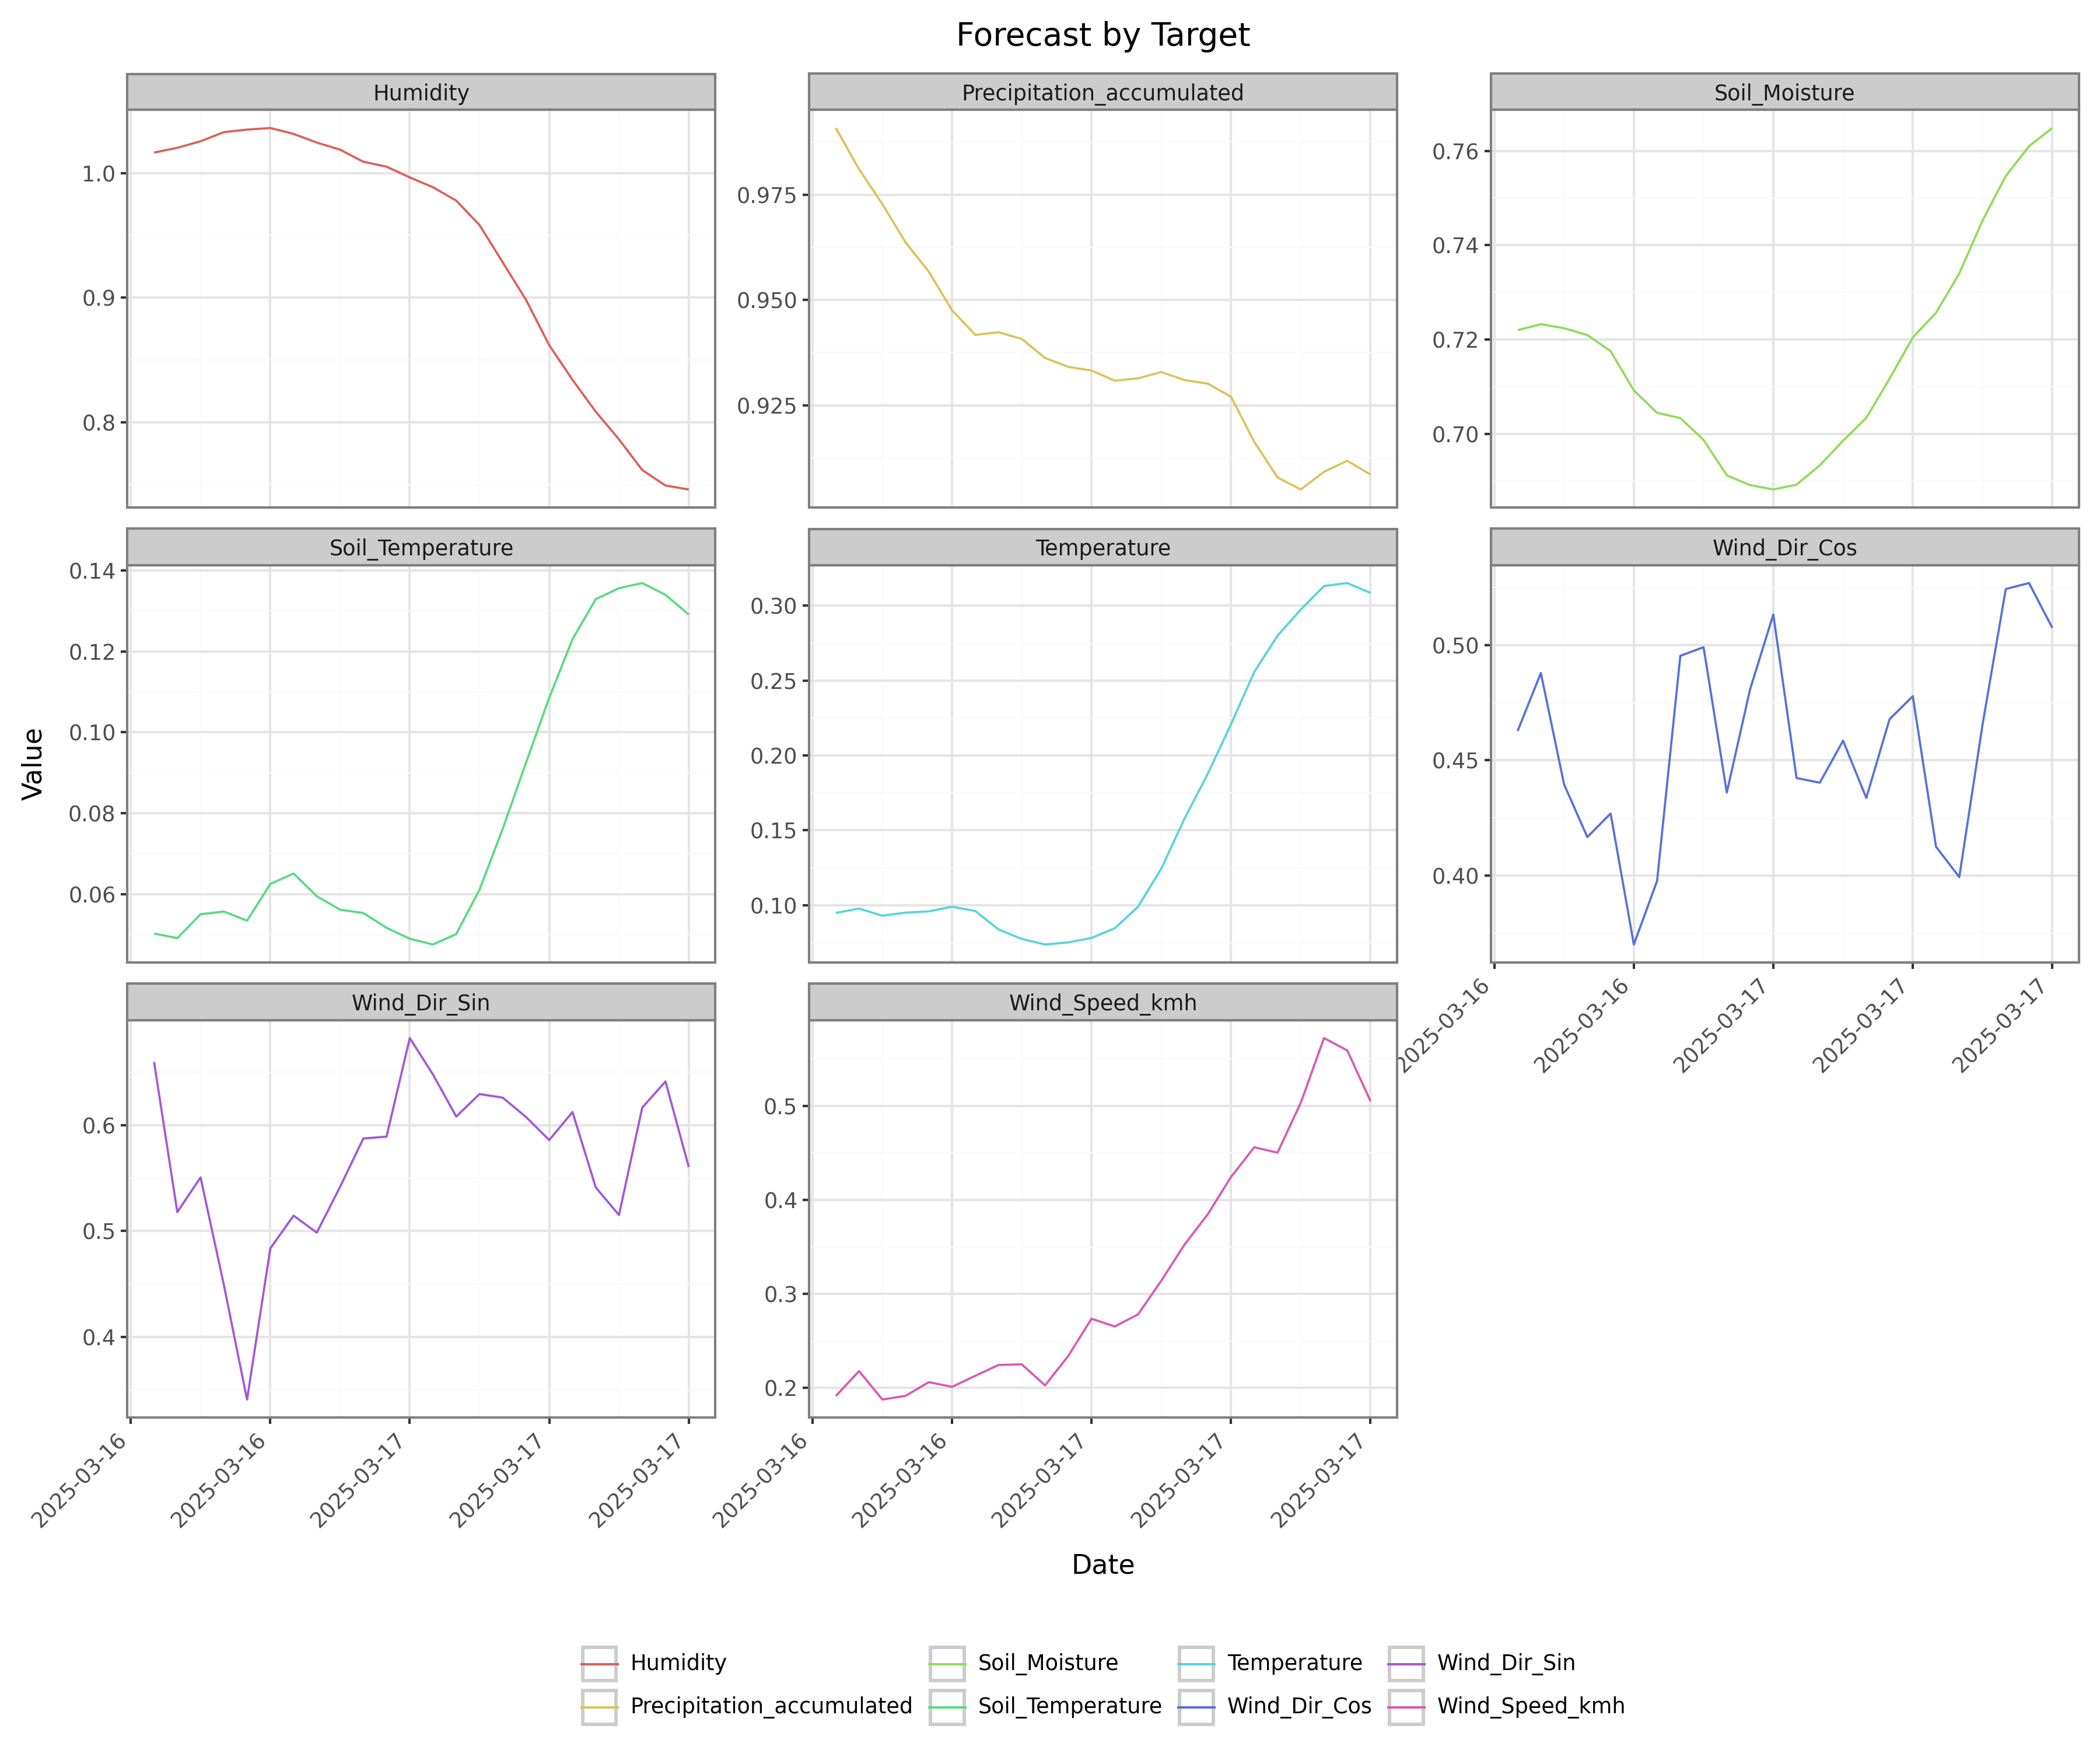 Forecast by Target
Humidity
Precipitation_accumulated
Soil_Moisture
1.0
0.9
0.8
0.975
0.950
0.925
0.76
0.74
0.72
0.70
Soil_Temperature
Temperature
Wind_Dir_Cos
0.14
0.12
0.10
0.08
0.06
0.30
0.25
0.20
0.15
0.10
0.50
0.45
0.40
2025-03-16
2025-03-16
2025-03-17
2025-03-17
2025-03-17
Value
Wind_Dir_Sin
Wind_Speed_kmh
0.6
0.5
0.4
0.5
0.4
0.3
0.2
2025-03-16
2025-03-16
2025-03-17
2025-03-17
2025-03-17
2025-03-16
2025-03-16
2025-03-17
2025-03-17
2025-03-17
Date
Humidity
Soil_Moisture
Temperature
Wind_Dir_Sin
Precipitation_accumulated
Soil_Temperature
Wind_Dir_Cos
Wind_Speed_kmh